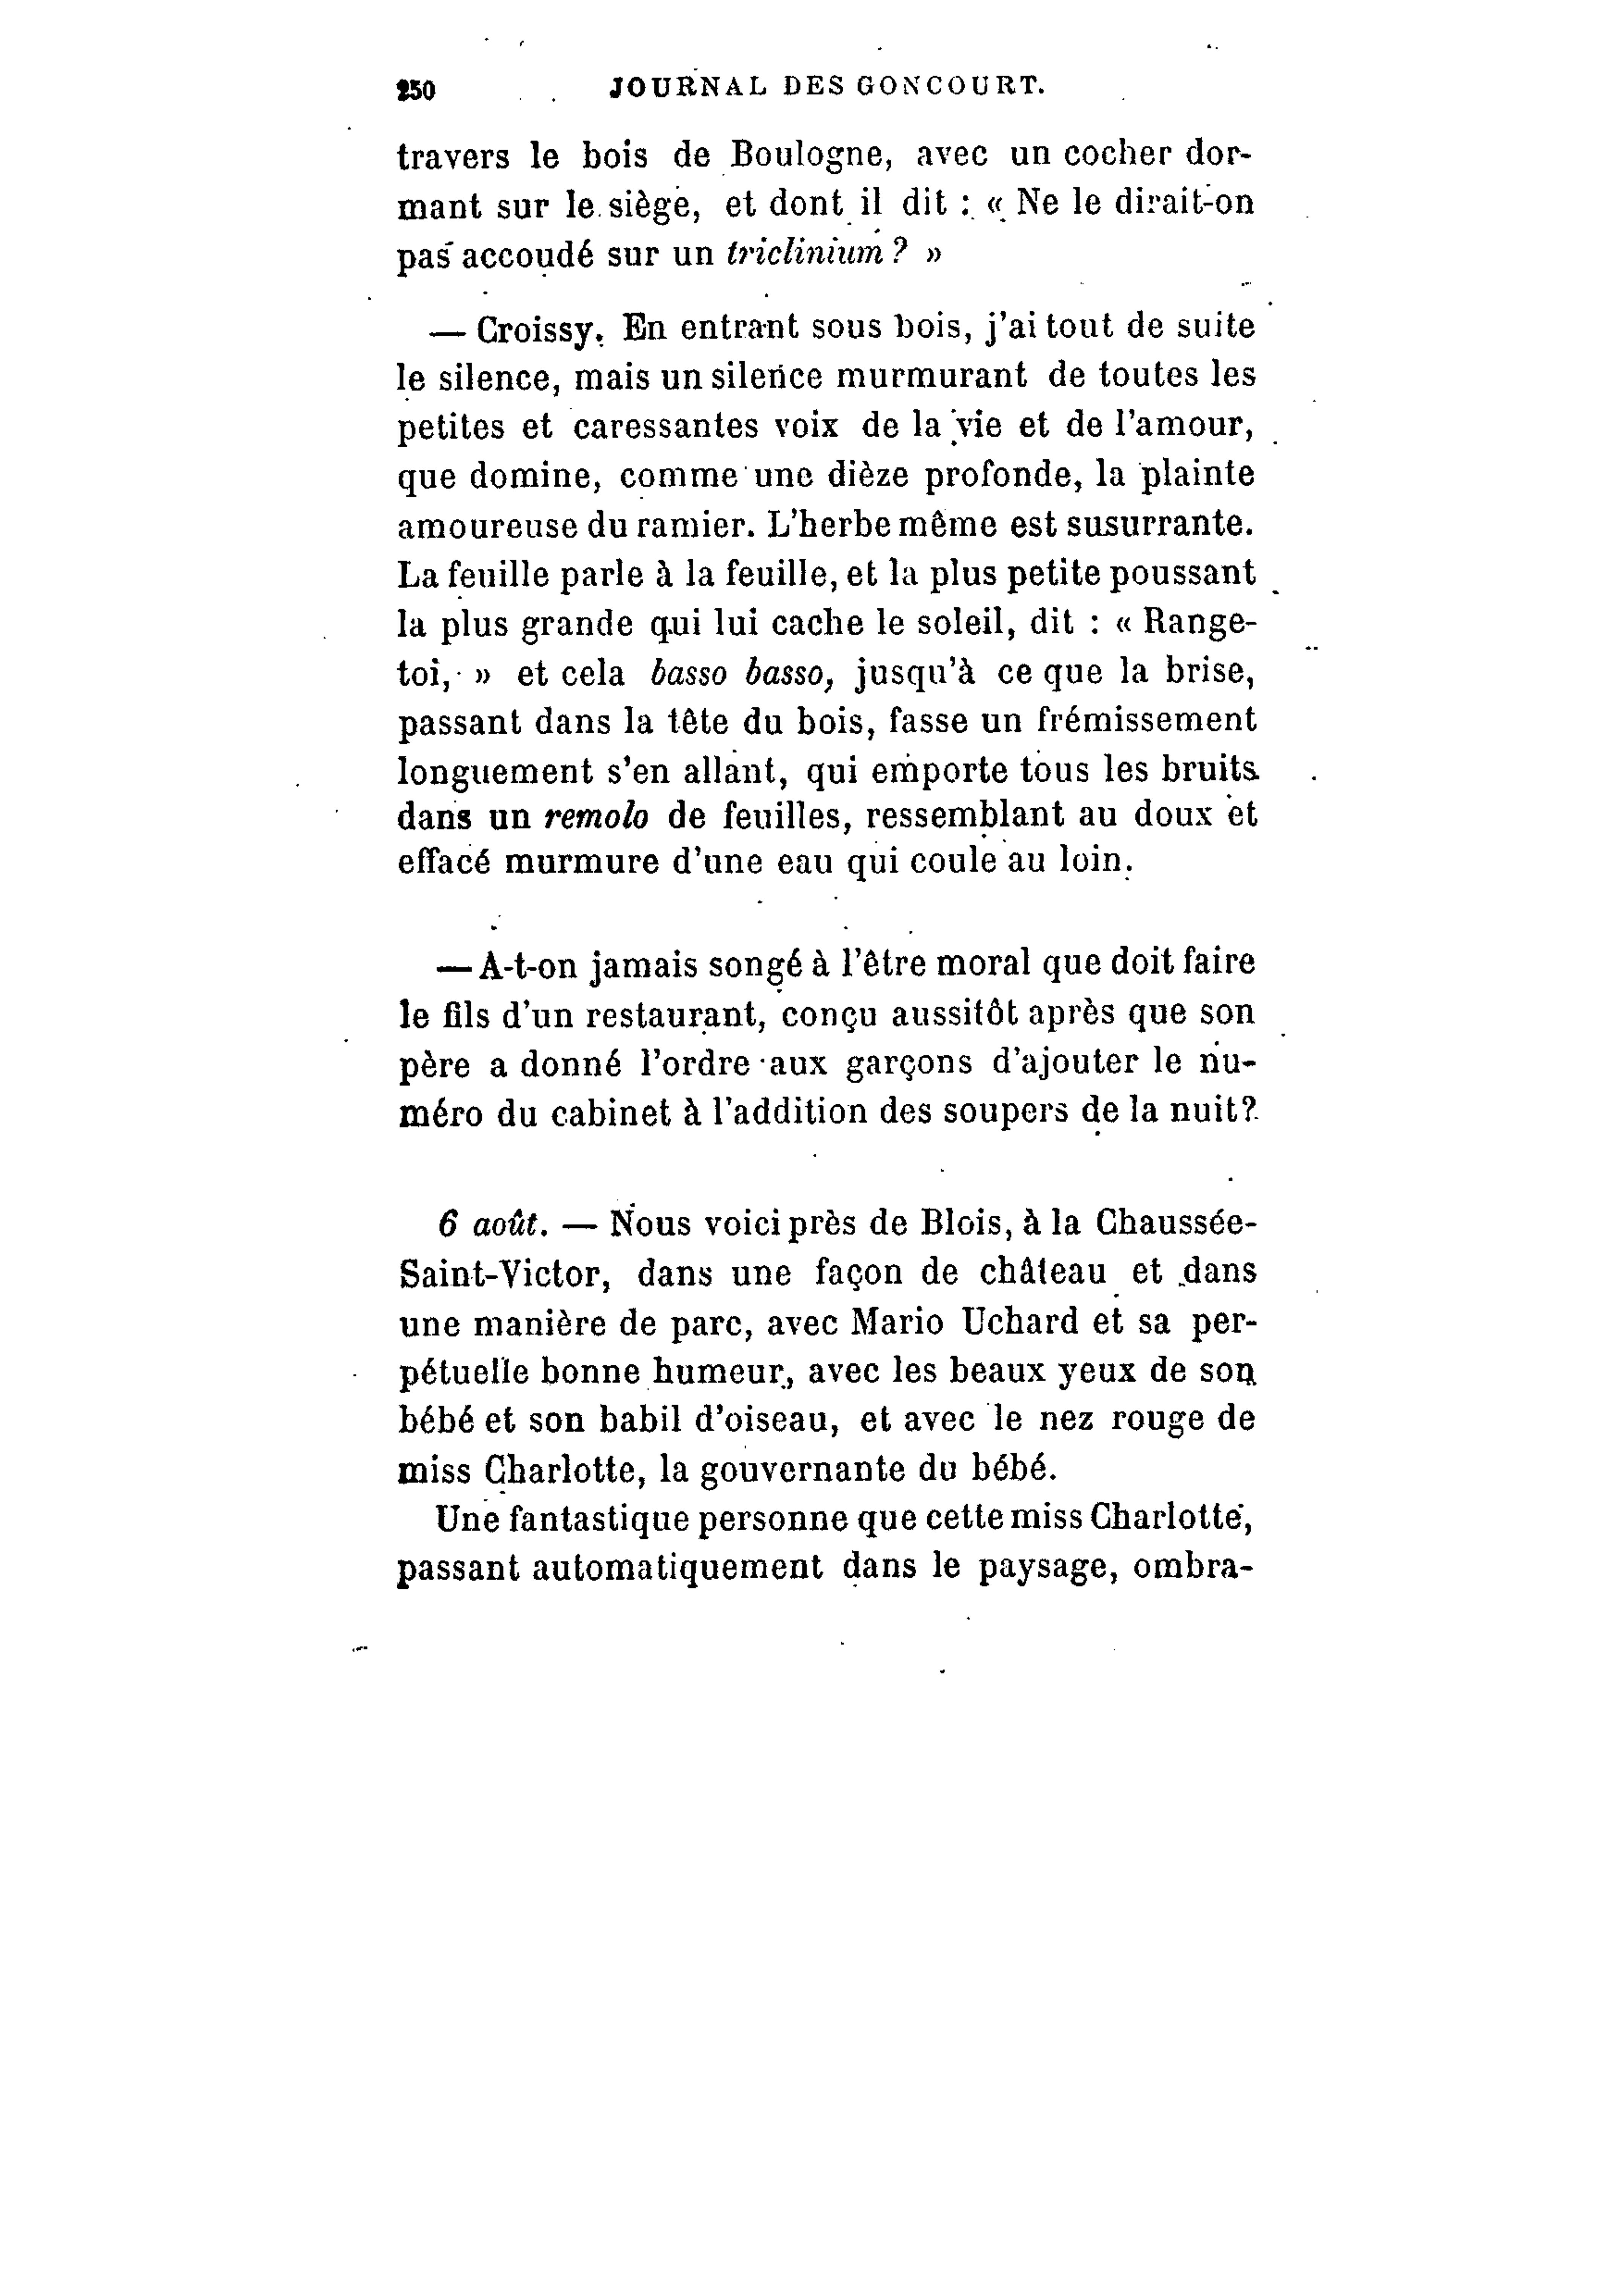 250 JOURNAL DES GONCOURT.
travers le bois de Boulogne, avec un cocher dor-
mant sur le siège, et dont il dit : « Ne le dirait-on
pas accoudé sur un triclinium ? »
— Croissy. En entrant sous bois, j'ai tout de suite
le silence, mais un silence murmurant de toutes les
petites et caressantes voix de la vie et de l'amour,
que domine, comme une dièze profonde, la plainte
amoureuse du ramier. L'herbe même est susurrante.
La feuille parle à la feuille, et la plus petite poussant
la plus grande qui lui cache le soleil, dit : « Range-
toi, » et cela basso basso, jusqu'à ce que la brise,
passant dans la tête du bois, fasse un frémissement
longuement s'en allant, qui emporte tous les bruits
dans un remolo de feuilles, ressemblant au doux et
effacé murmure d'une eau qui coule au loin.
— A-t-on jamais songé à l'être moral que doit faire
le fils d'un restaurant, conçu aussitôt après que son
père a donné l'ordre aux garçons d'ajouter le nu-
méro du cabinet à l'addition des soupers de la nuit ?
6 août. — Nous voici près de Blois, à la Chaussée-
Saint-Victor, dans une façon de château et dans
une manière de parc, avec Mario Uchard et sa per-
pétuelle bonne humeur, avec les beaux yeux de son
bébé et son babil d'oiseau, et avec le nez rouge de
miss Charlotte, la gouvernante du bébé.
Une fantastique personne que cette miss Charlotte,
passant automatiquement dans le paysage, ombra-